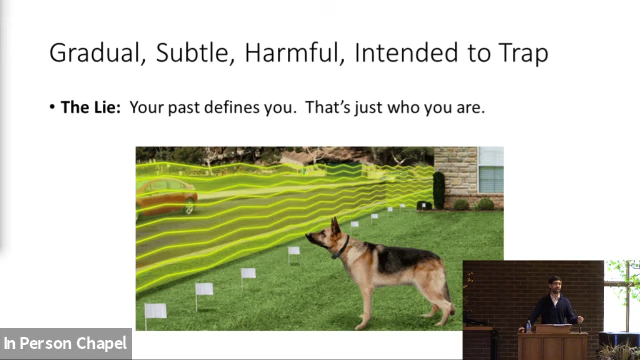 Gradual, Subtle, Harmful, Intended to Trap
• The Lie: Your past defines you. That's just who you are.
In Person Chapel